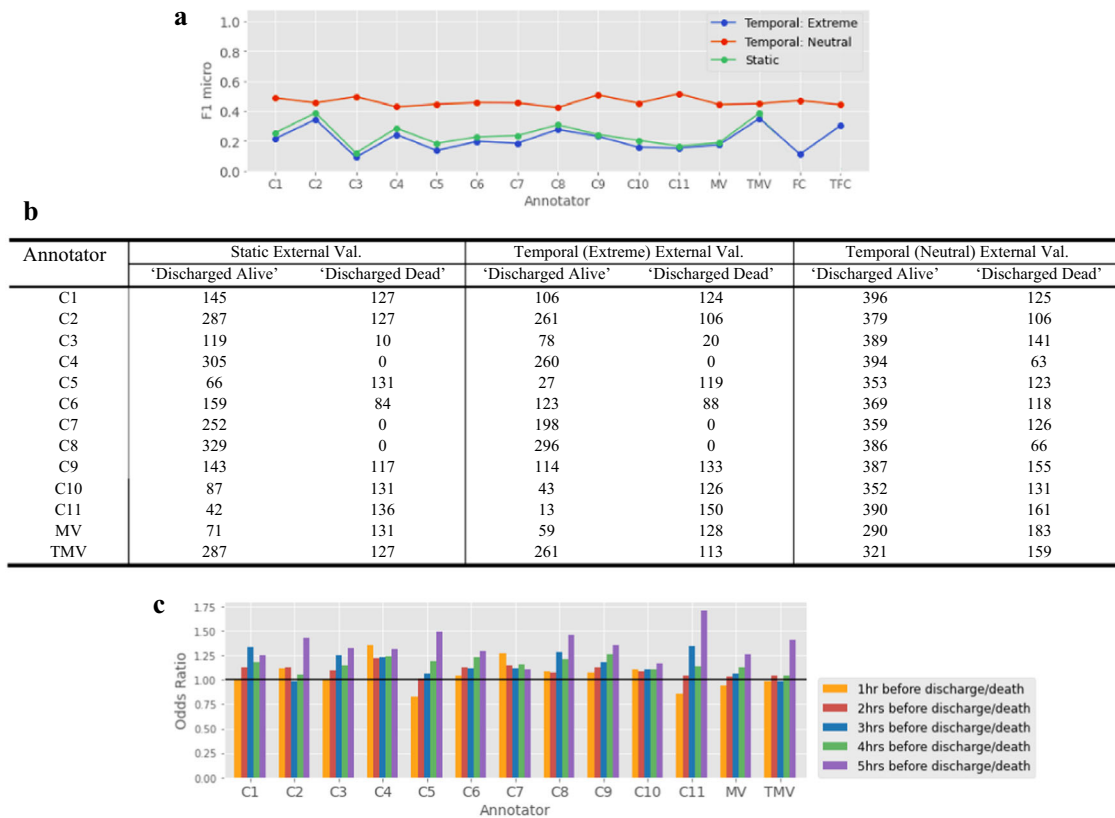 a
1.0
0.8
0.6
0.4
0.2
0.0
F1 micro
Temporal: Extreme
Temporal: Neutral
Static
C1 C2 C3 C4 C5 C6 C7 C8 C9 C10 C11 MV TMV FC TFC
Annotator
b
Annotator Static External Val. Temporal (Extreme) External Val. Temporal (Neutral) External Val.
‘Discharged Alive’ ‘Discharged Dead’ ‘Discharged Alive’ ‘Discharged Dead’ ‘Discharged Alive’ ‘Discharged Dead’
C1 145 127 106 124 396 125
C2 287 127 261 106 379 106
C3 119 10 78 20 389 141
C4 305 0 260 0 394 63
C5 66 131 27 119 353 123
C6 159 84 123 88 369 118
C7 252 0 198 0 359 126
C8 329 0 296 0 386 66
C9 143 117 114 133 387 155
C10 87 131 43 126 352 131
C11 42 136 13 150 390 161
MV 71 131 59 128 290 183
TMV 287 127 261 113 321 159
c
1.75
1.50
1.25
1.00
0.75
0.50
0.25
0.00
Odds Ratio
C1 C2 C3 C4 C5 C6 C7 C8 C9 C10 C11 MV TMV
Annotator
1hr before discharge/death
2hrs before discharge/death
3hrs before discharge/death
4hrs before discharge/death
5hrs before discharge/death